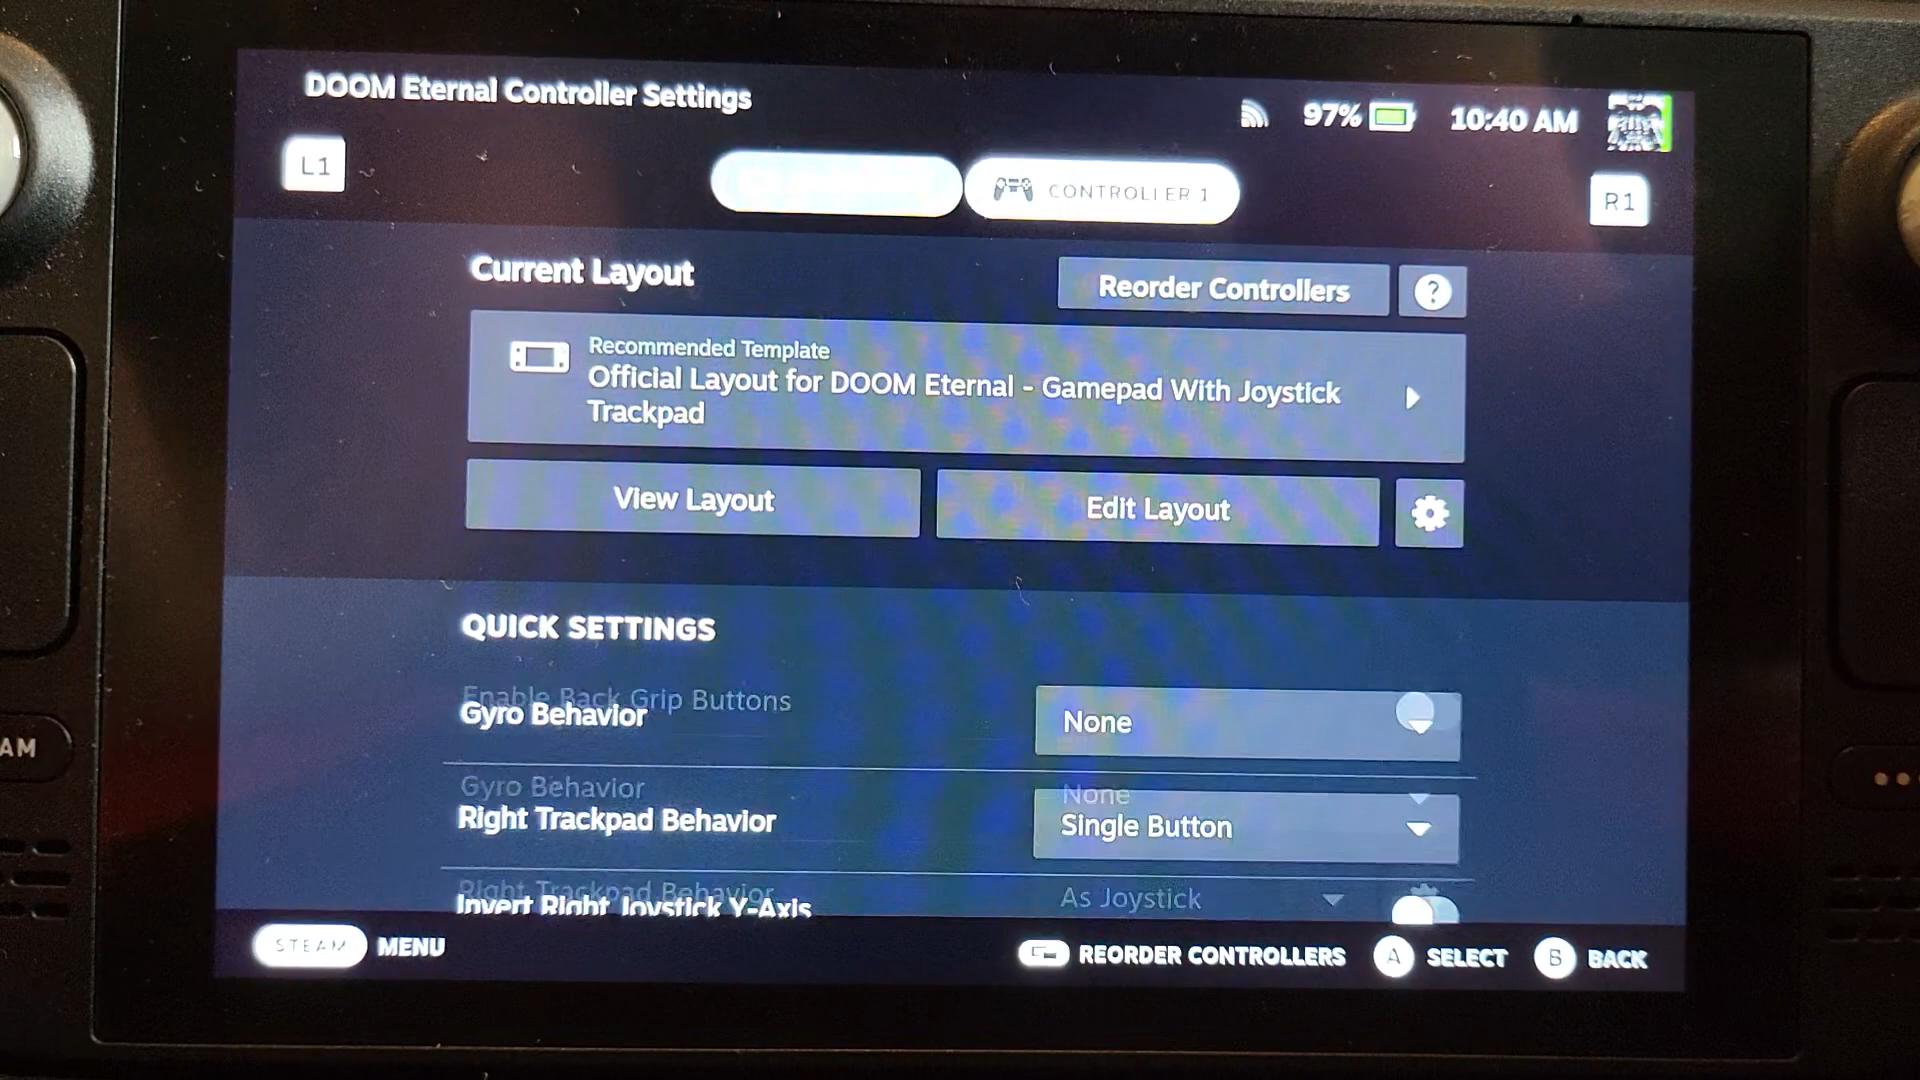 DOOM Eternal Controller Settings
97%
10:40 AM
L1
CONTROLLER 1
R1
Current Layout
Reorder Controllers
?
Recommended Template
Official Layout for DOOM Eternal - Gamepad With Joystick
Trackpad
View Layout
Edit Layout
QUICK SETTINGS
Enable Back Grip Buttons
Gyro Behavior
None
Gyro Behavior
None
Right Trackpad Behavior
Single Button
Right Trackpad Behavior
As Joystick
Invert Right Joystick Y-Axis
AM
STEAM MENU
REORDER CONTROLLERS
A SELECT
B BACK